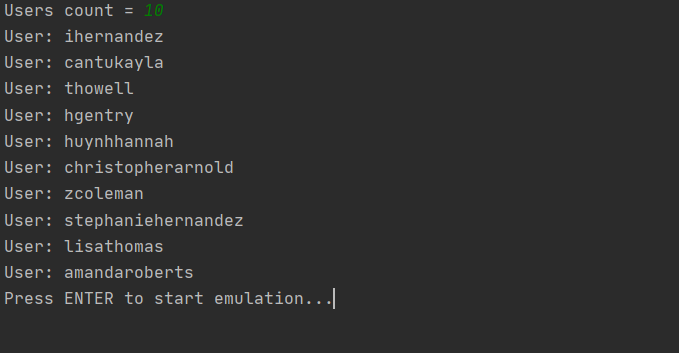 Users count = 10
User: ihernandez
User: cantukayla
User: thowell
User: hgentry
User: huynhhannah
User: christopherarnold
User: zcoleman
User: stephaniehernandez
User: lisathomas
User: amandaroberts
Press ENTER to start emulation...